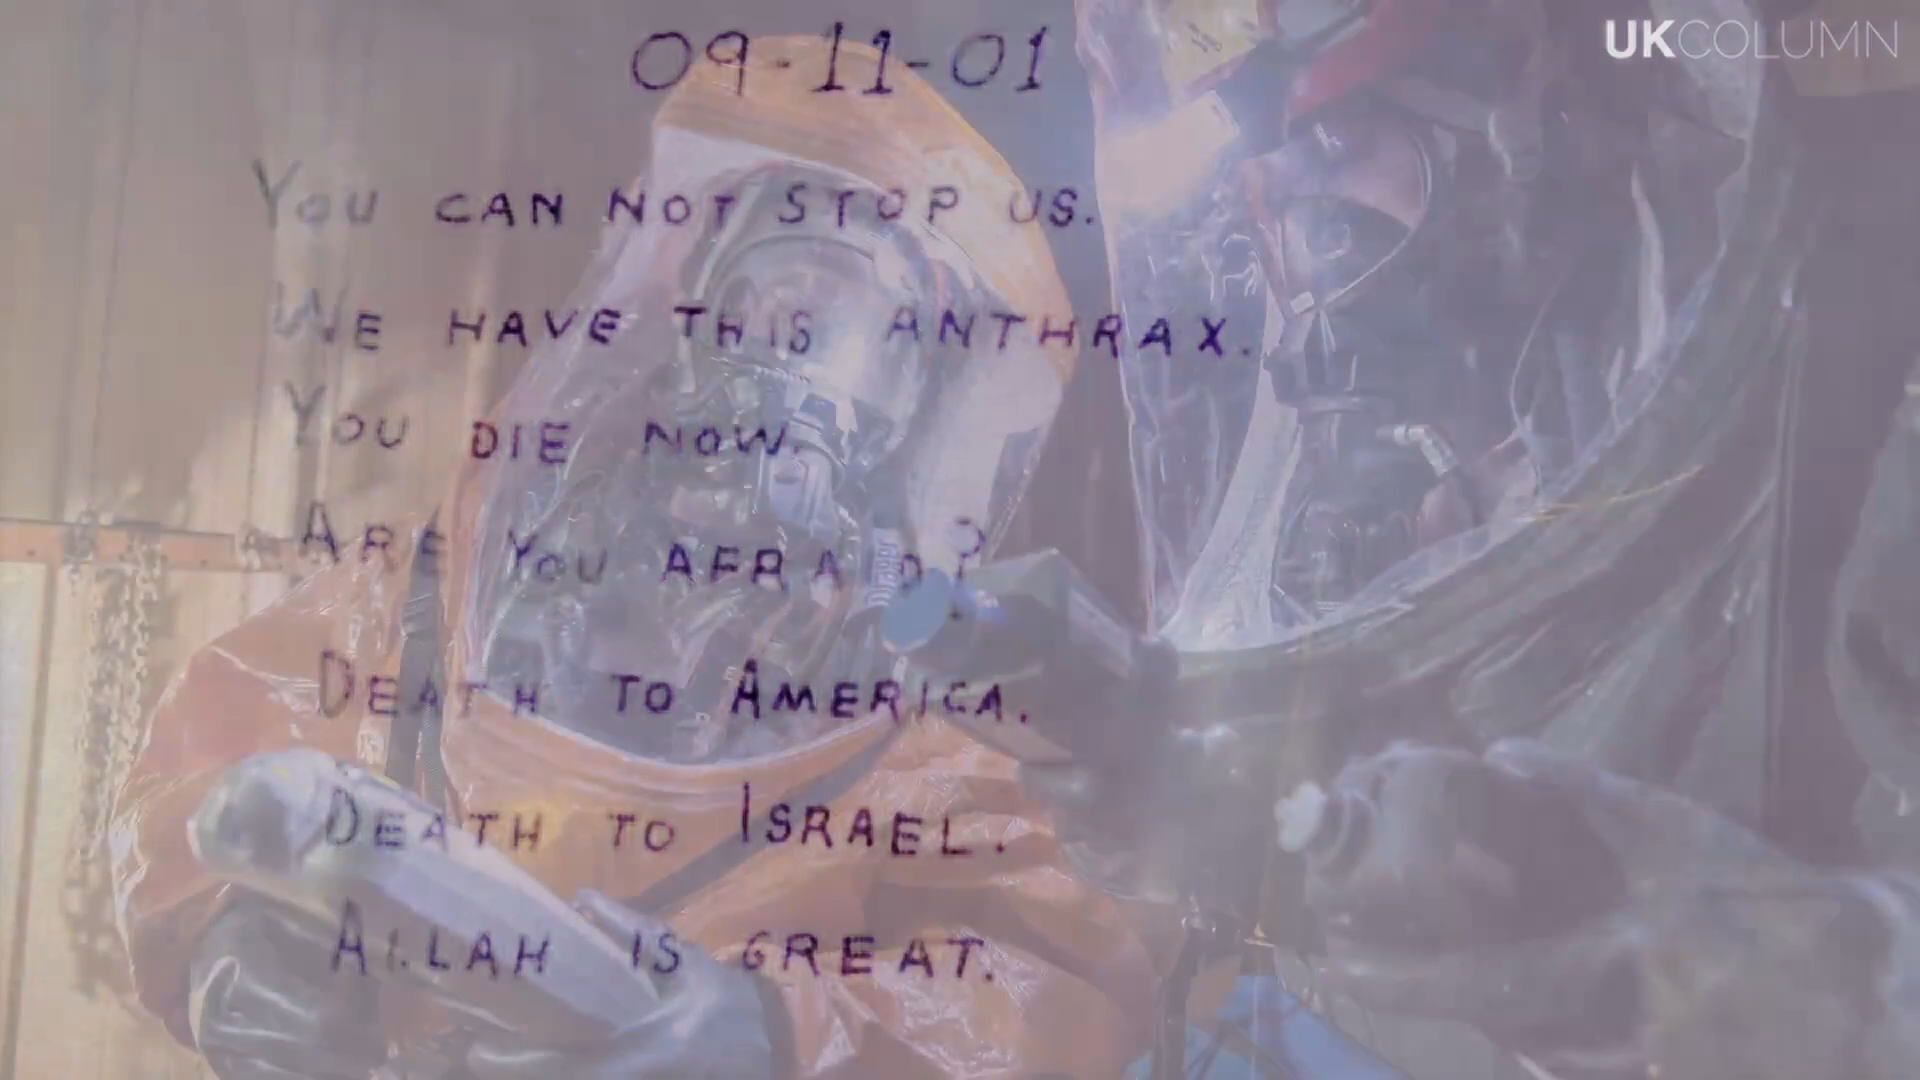 UKCOLUMN
09-11-01
YOU CAN NOT STOP US.
WE HAVE THIS ANTHRAX.
YOU DIE NOW.
ARE YOU AFRAID?
DEATH TO AMERICA.
DEATH TO ISRAEL.
ALLAH IS GREAT.
Dräger